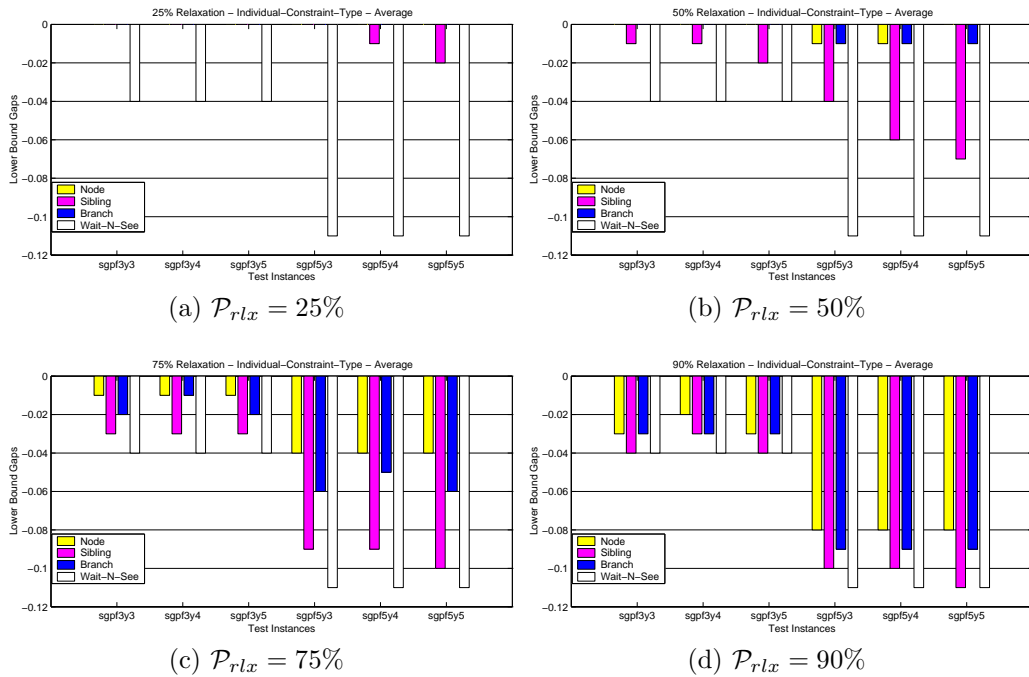 25% Relaxation – Individual–Constraint–Type – Average
Lower Bound Gaps
0
−0.02
−0.04
−0.06
−0.08
−0.1
−0.12
Node
Sibling
Branch
Wait–N–See
sgpf3y3 sgpf3y4 sgpf3y5 sgpf5y3 sgpf5y4 sgpf5y5
Test Instances
(a) 𝒫rlx = 25%
50% Relaxation – Individual–Constraint–Type – Average
Lower Bound Gaps
0
−0.02
−0.04
−0.06
−0.08
−0.1
−0.12
Node
Sibling
Branch
Wait–N–See
sgpf3y3 sgpf3y4 sgpf3y5 sgpf5y3 sgpf5y4 sgpf5y5
Test Instances
(b) 𝒫rlx = 50%
75% Relaxation – Individual–Constraint–Type – Average
Lower Bound Gaps
0
−0.02
−0.04
−0.06
−0.08
−0.1
−0.12
Node
Sibling
Branch
Wait–N–See
sgpf3y3 sgpf3y4 sgpf3y5 sgpf5y3 sgpf5y4 sgpf5y5
Test Instances
(c) 𝒫rlx = 75%
90% Relaxation – Individual–Constraint–Type – Average
Lower Bound Gaps
0
−0.02
−0.04
−0.06
−0.08
−0.1
−0.12
Node
Sibling
Branch
Wait–N–See
sgpf3y3 sgpf3y4 sgpf3y5 sgpf5y3 sgpf5y4 sgpf5y5
Test Instances
(d) 𝒫rlx = 90%